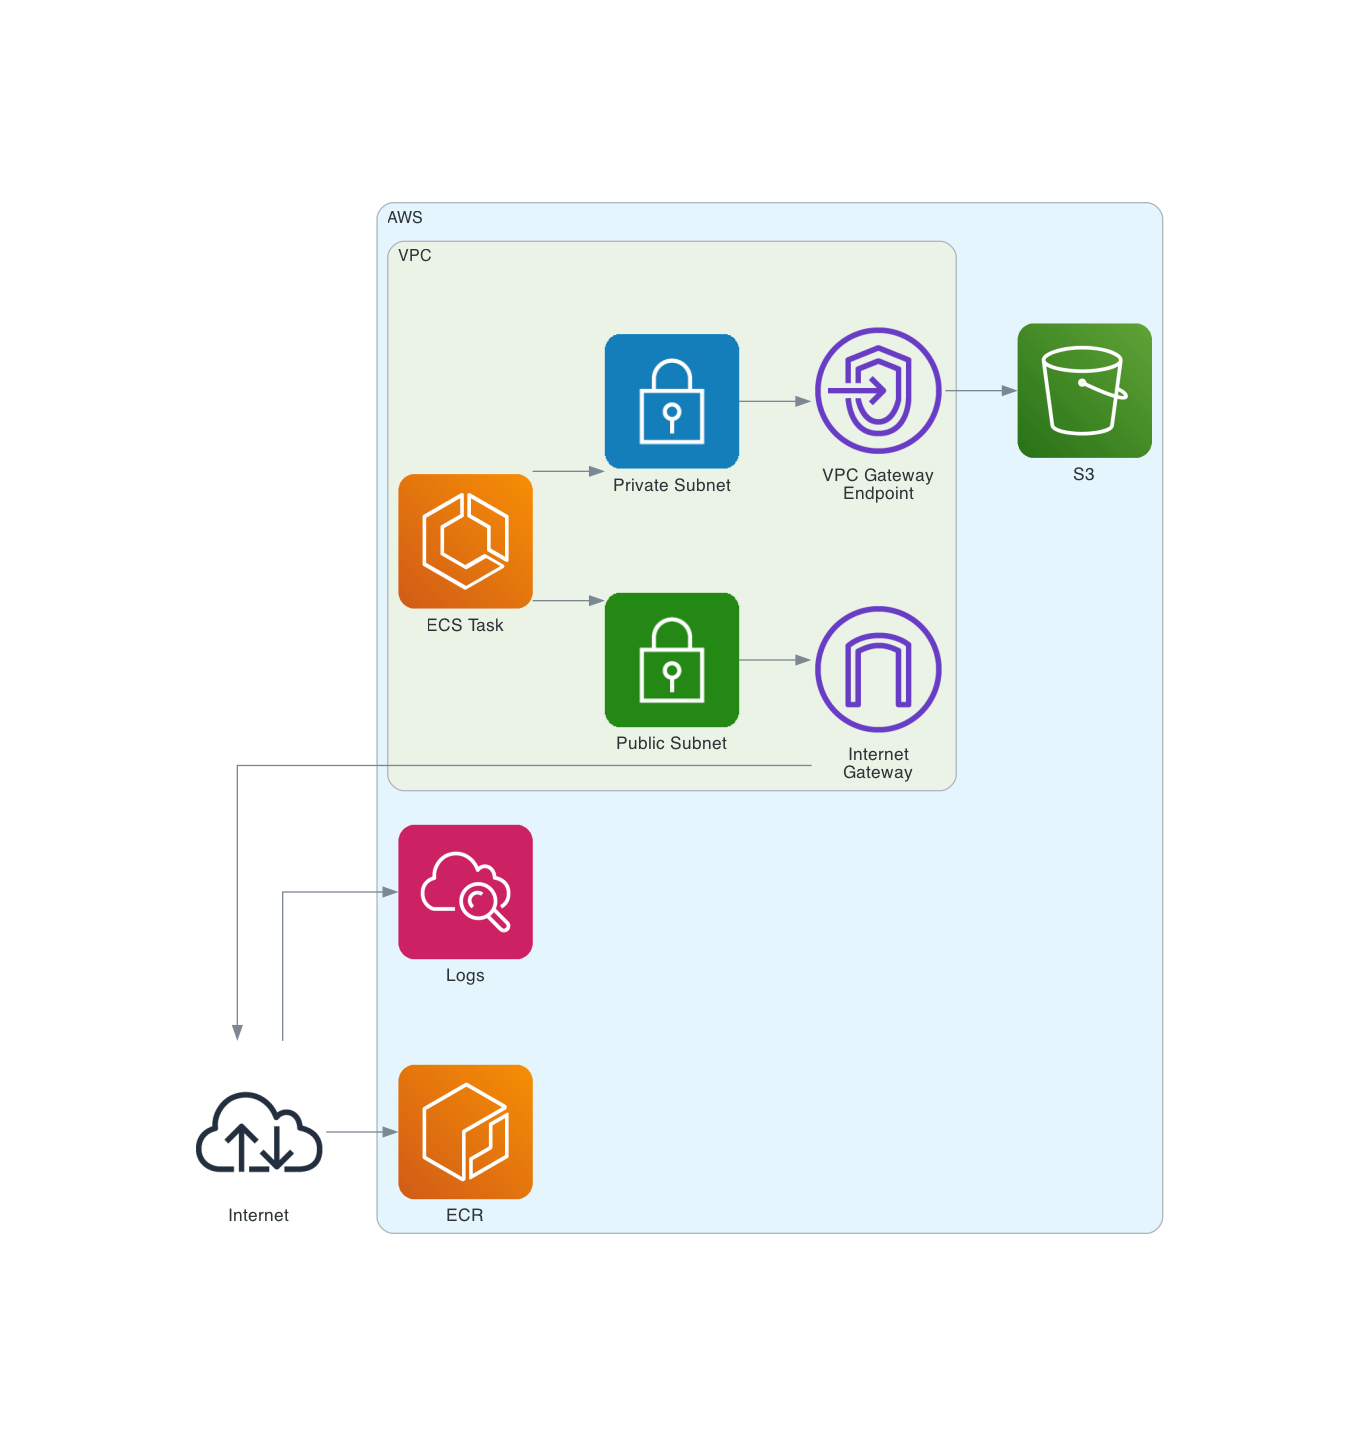 AWS
VPC
Private Subnet
VPC Gateway
Endpoint
S3
ECS Task
Public Subnet
Internet
Gateway
Logs
Internet
ECR